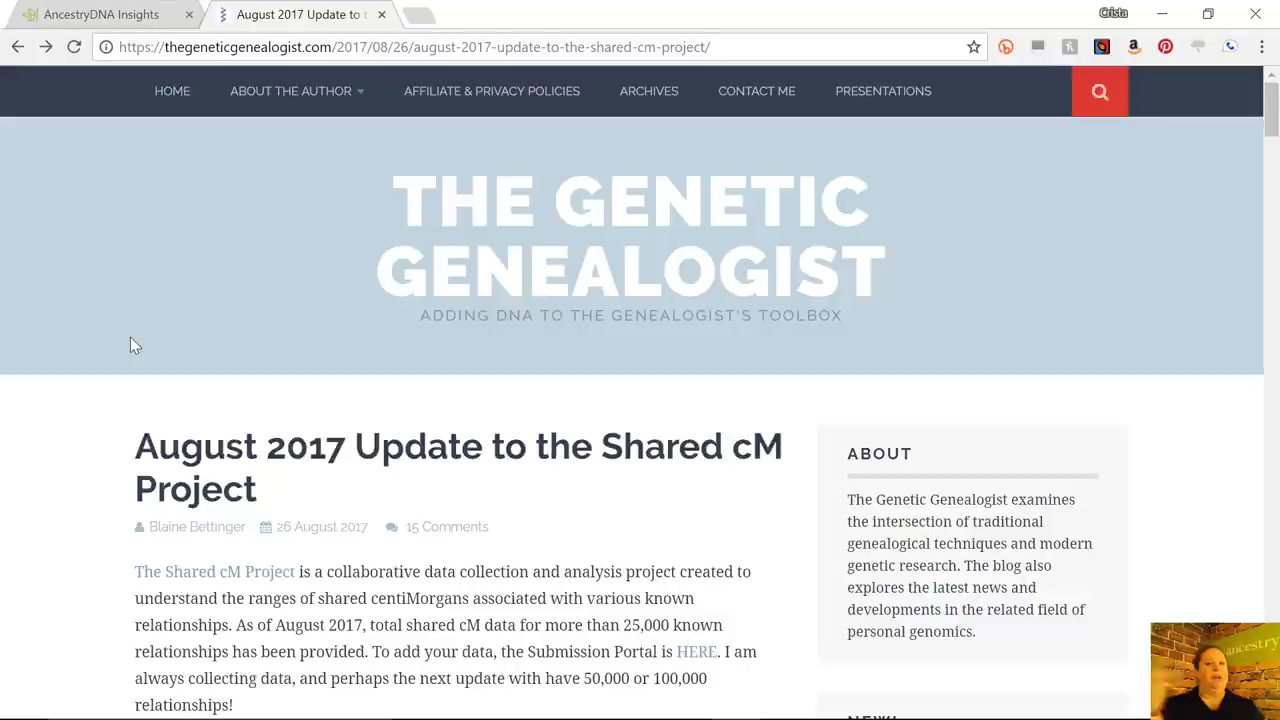 AncestryDNA Insights
August 2017 Update to t
Crista
https://thegeneticgenealogist.com/2017/08/26/august-2017-update-to-the-shared-cm-project/
HOME ABOUT THE AUTHOR AFFILIATE & PRIVACY POLICIES ARCHIVES CONTACT ME PRESENTATIONS
THE GENETIC
GENEALOGIST
ADDING DNA TO THE GENEALOGIST'S TOOLBOX
August 2017 Update to the Shared cM
Project
Blaine Bettinger 26 August 2017 15 Comments
The Shared cM Project is a collaborative data collection and analysis project created to
understand the ranges of shared centiMorgans associated with various known
relationships. As of August 2017, total shared cM data for more than 25,000 known
relationships has been provided. To add your data, the Submission Portal is HERE. I am
always collecting data, and perhaps the next update with have 50,000 or 100,000
relationships!
ABOUT
The Genetic Genealogist examines
the intersection of traditional
genealogical techniques and modern
genetic research. The blog also
explores the latest news and
developments in the related field of
personal genomics.
ancestry